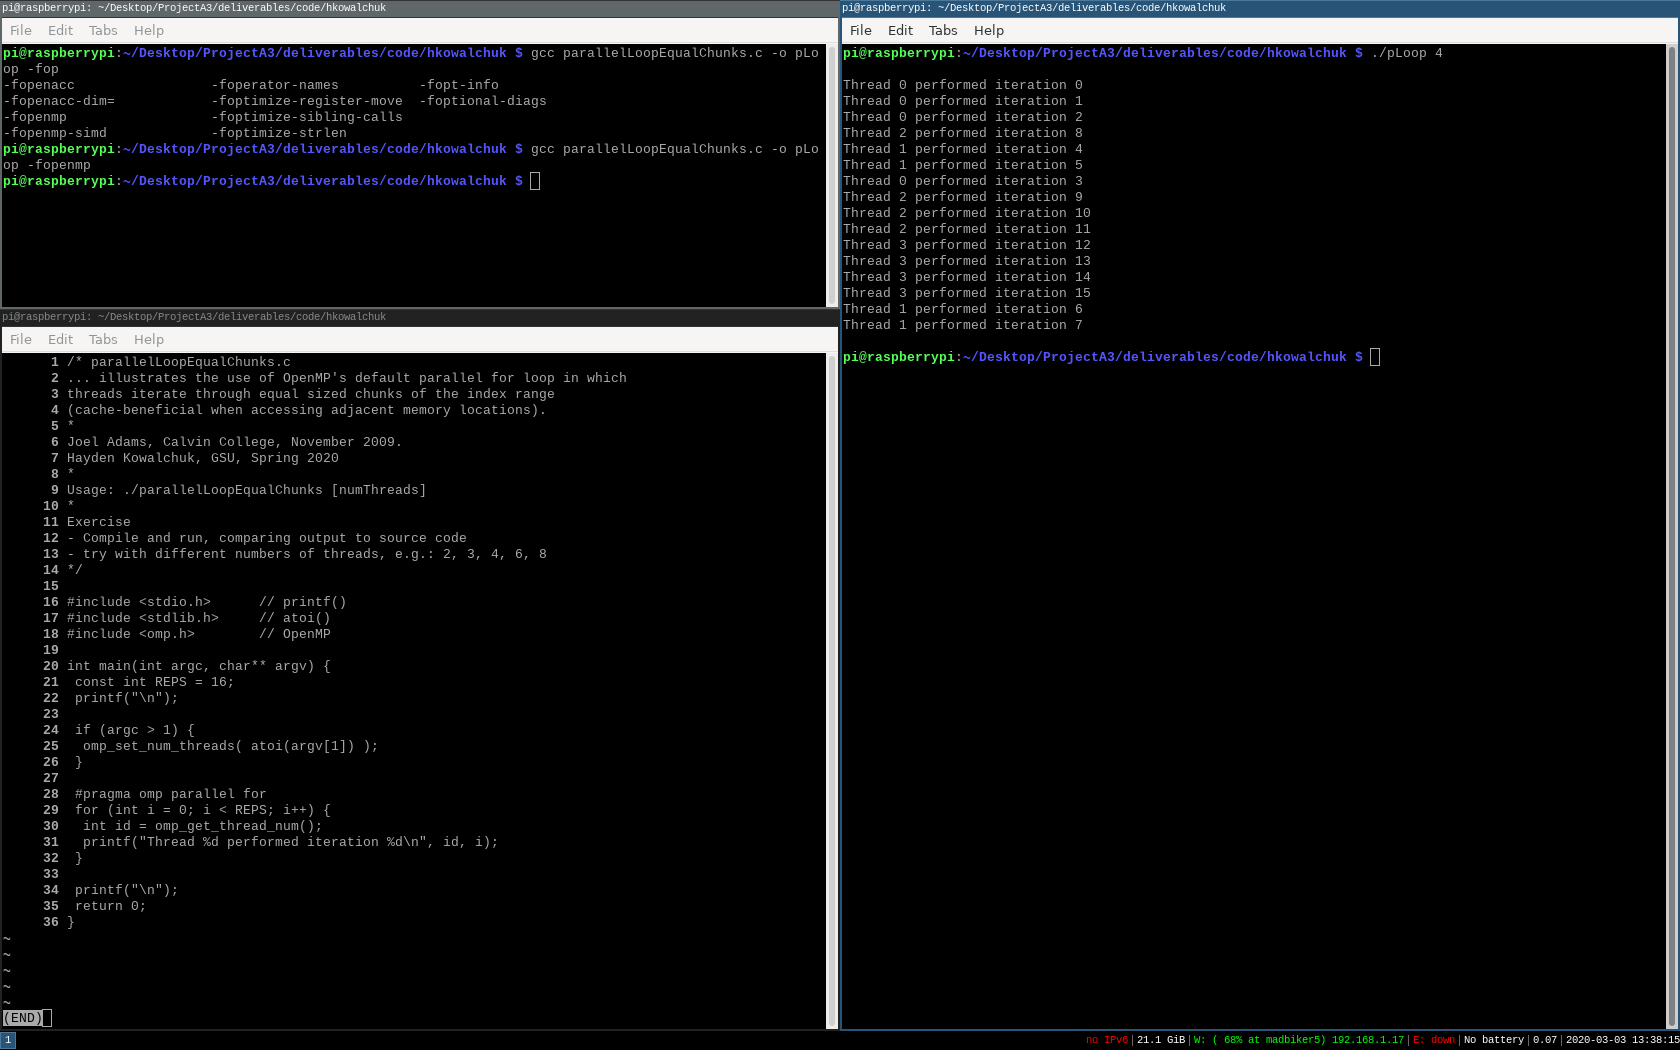 pi@raspberrypi: ~/Desktop/ProjectA3/deliverables/code/hkowalchuk
File Edit Tabs Help
pi@raspberrypi:~/Desktop/ProjectA3/deliverables/code/hkowalchuk $ gcc parallelLoopEqualChunks.c -o pLo
op -fop
-fopenacc -foperator-names -fopt-info
-fopenacc-dim= -foptimize-register-move -foptional-diags
-fopenmp -foptimize-sibling-calls
-fopenmp-simd -foptimize-strlen
pi@raspberrypi:~/Desktop/ProjectA3/deliverables/code/hkowalchuk $ gcc parallelLoopEqualChunks.c -o pLo
op -fopenmp
pi@raspberrypi:~/Desktop/ProjectA3/deliverables/code/hkowalchuk $
pi@raspberrypi: ~/Desktop/ProjectA3/deliverables/code/hkowalchuk
File Edit Tabs Help
1 /* parallelLoopEqualChunks.c
2 ... illustrates the use of OpenMP's default parallel for loop in which
3 threads iterate through equal sized chunks of the index range
4 (cache-beneficial when accessing adjacent memory locations).
5 *
6 Joel Adams, Calvin College, November 2009.
7 Hayden Kowalchuk, GSU, Spring 2020
8 *
9 Usage: ./parallelLoopEqualChunks [numThreads]
10 *
11 Exercise
12 - Compile and run, comparing output to source code
13 - try with different numbers of threads, e.g.: 2, 3, 4, 6, 8
14 */
15
16 #include <stdio.h> // printf()
17 #include <stdlib.h> // atoi()
18 #include <omp.h> // OpenMP
19
20 int main(int argc, char** argv) {
21 const int REPS = 16;
22 printf("\n");
23
24 if (argc > 1) {
25 omp_set_num_threads( atoi(argv[1]) );
26 }
27
28 #pragma omp parallel for
29 for (int i = 0; i < REPS; i++) {
30 int id = omp_get_thread_num();
31 printf("Thread %d performed iteration %d\n", id, i);
32 }
33
34 printf("\n");
35 return 0;
36 }
~
~
~
~
~
(END)
pi@raspberrypi: ~/Desktop/ProjectA3/deliverables/code/hkowalchuk
File Edit Tabs Help
pi@raspberrypi:~/Desktop/ProjectA3/deliverables/code/hkowalchuk $ ./pLoop 4
Thread 0 performed iteration 0
Thread 0 performed iteration 1
Thread 0 performed iteration 2
Thread 2 performed iteration 8
Thread 1 performed iteration 4
Thread 1 performed iteration 5
Thread 0 performed iteration 3
Thread 2 performed iteration 9
Thread 2 performed iteration 10
Thread 2 performed iteration 11
Thread 3 performed iteration 12
Thread 3 performed iteration 13
Thread 3 performed iteration 14
Thread 3 performed iteration 15
Thread 1 performed iteration 6
Thread 1 performed iteration 7
pi@raspberrypi:~/Desktop/ProjectA3/deliverables/code/hkowalchuk $
1 no IPv6|21.1 GiB|W: ( 68% at madbiker5) 192.168.1.17|E: down|No battery|0.07|2020-03-03 13:38:15